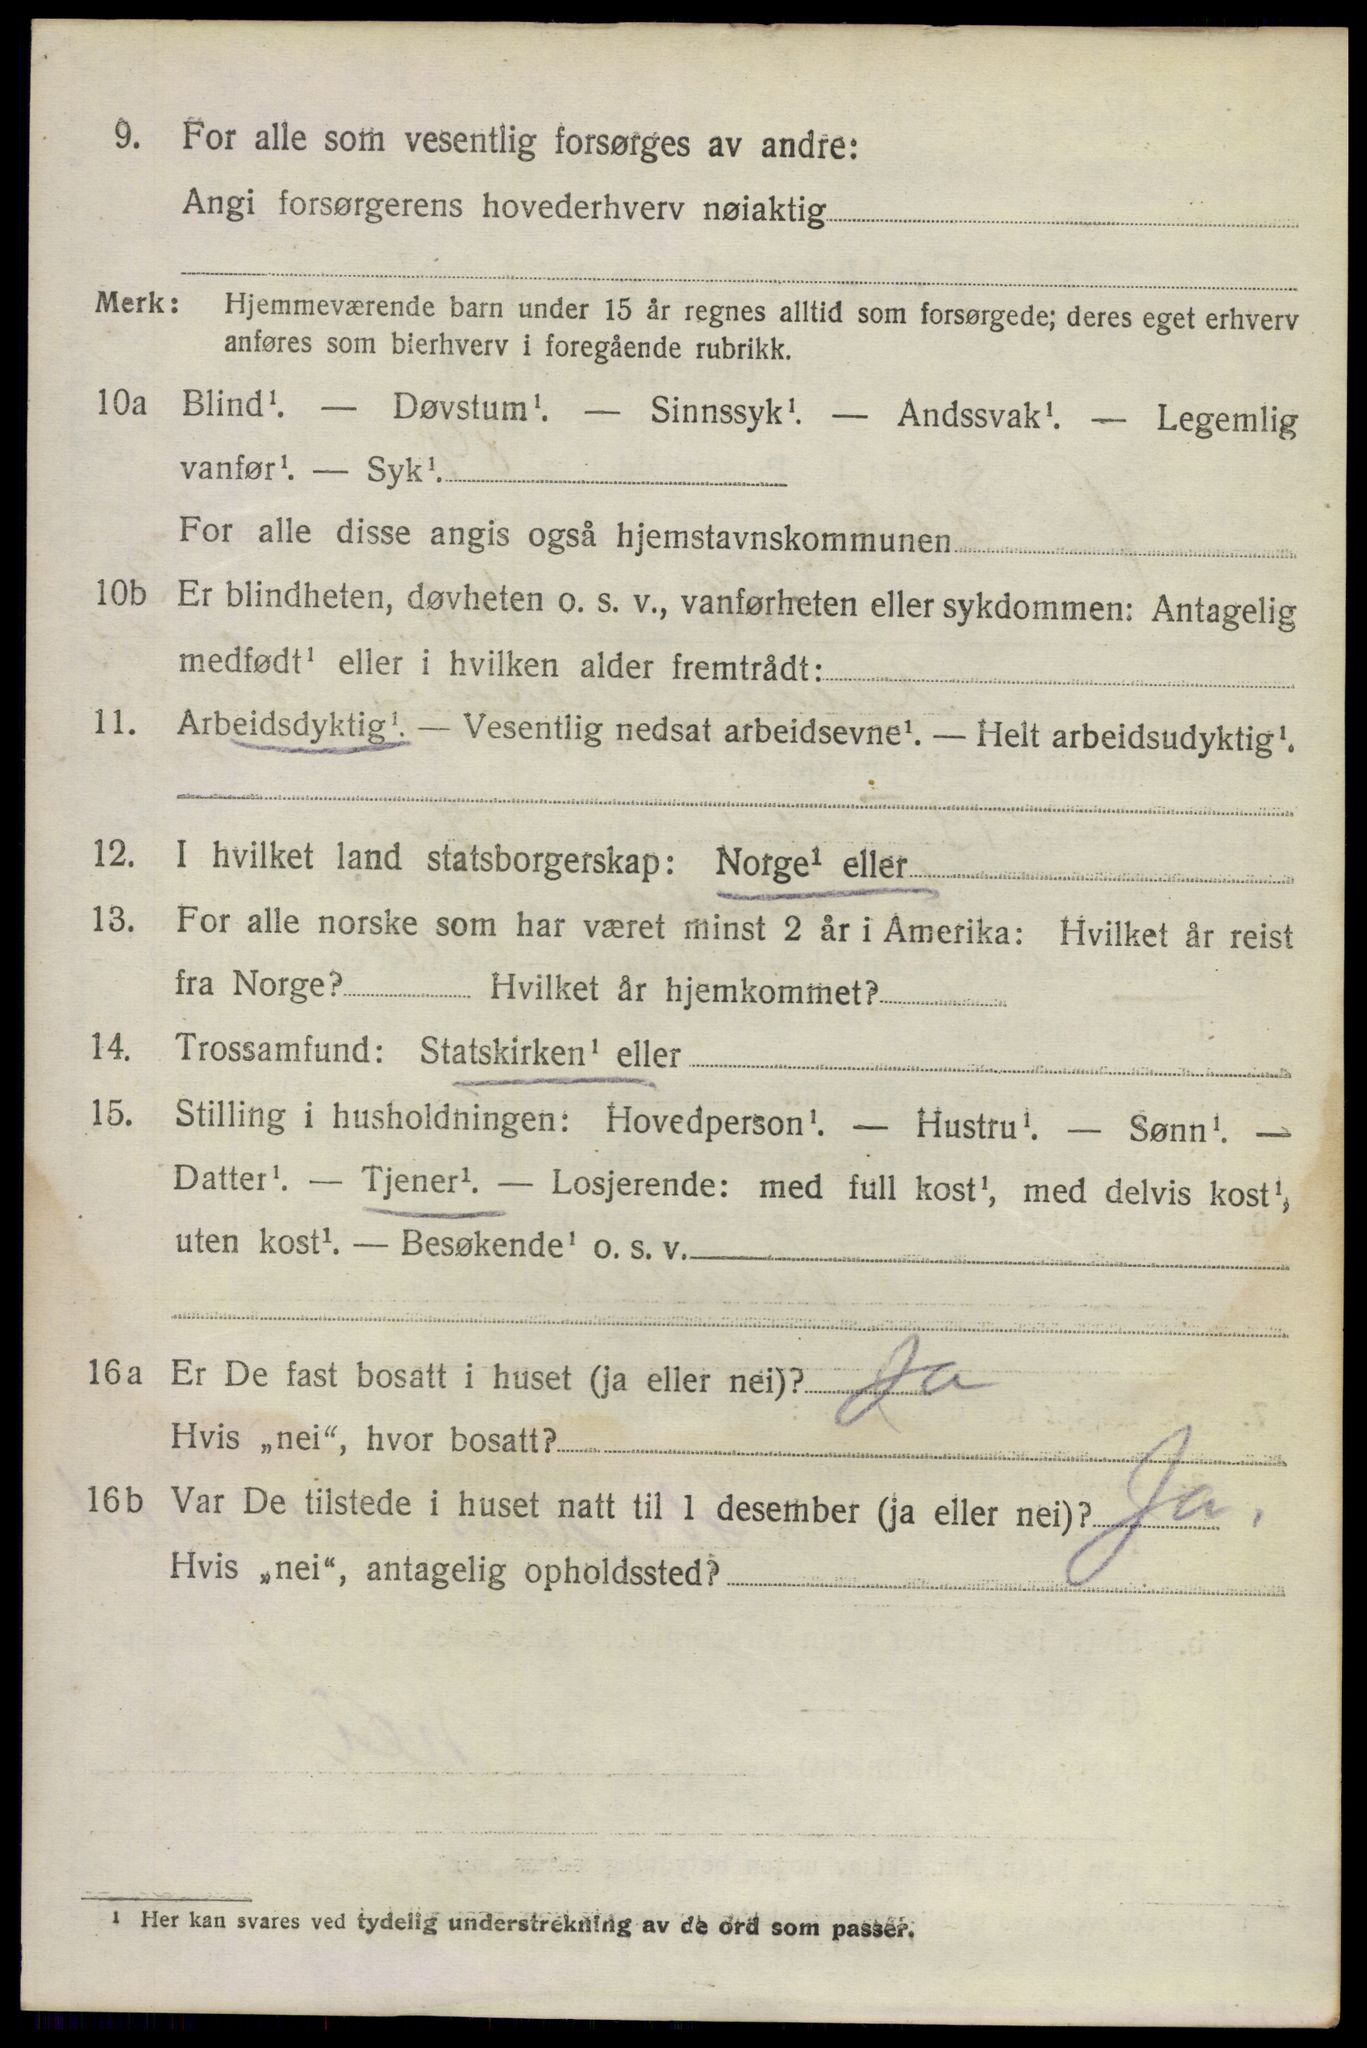 9. For alle som vesentlig forsørges av andre:
Angi forsørgerens hovederhverv nøiaktig
Merk: Hjemmeværende barn under 15 år regnes alltid som forsørgede; deres eget erhverv
anføres som bierhverv i foregående rubrikk.
10a Blind¹. — Døvstum¹. — Sinnssyk¹. — Andssvak¹. — Legemlig
vanfør¹. — Syk¹.
For alle disse angis også hjemstavnskommunen
10b Er blindheten, døvheten o. s. v., vanførheten eller sykdommen: Antagelig
medfødt¹ eller i hvilken alder fremtrådt:
11. Arbeidsdyktig¹. — Vesentlig nedsat arbeidsevne¹. — Helt arbeidsudyktig¹.
12. I hvilket land statsborgerskap: Norge¹ eller
13. For alle norske som har været minst 2 år i Amerika: Hvilket år reist
fra Norge? Hvilket år hjemkommet?
14. Trossamfund: Statskirken¹ eller
15. Stilling i husholdningen: Hovedperson¹. — Hustru¹. — Sønn¹. —
Datter¹. — Tjener¹. — Losjerende: med full kost¹, med delvis kost¹,
uten kost¹. — Besøkende¹ o. s. v.
16a Er De fast bosatt i huset (ja eller nei)? Ja
Hvis „nei“, hvor bosatt?
16b Var De tilstede i huset natt til 1 desember (ja eller nei)? Ja.
Hvis „nei“, antagelig opholdssted?
¹ Her kan svares ved tydelig understrekning av de ord som passer.